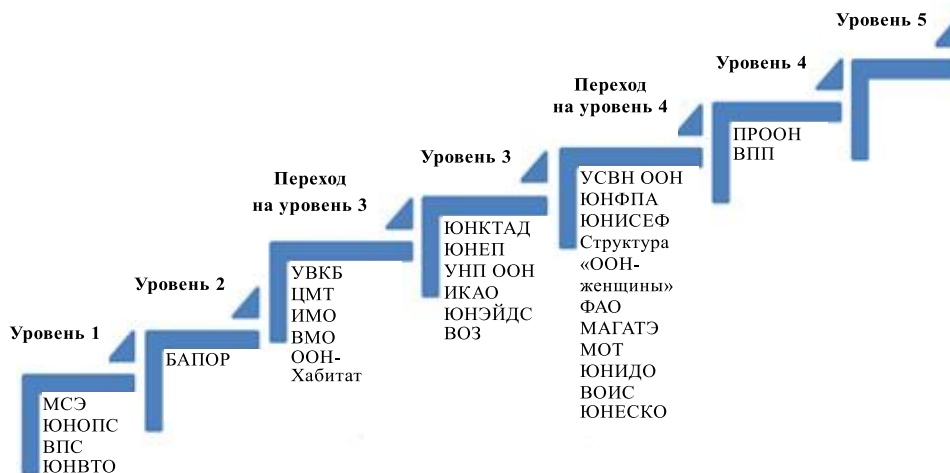 Уровень 1
МСЭ
ЮНОПС
ВПС
ЮНВТО
Уровень 2
БАПОР
Переход
на уровень 3
УВКБ
ЦМТ
ИМО
ВМО
ООН-
Хабитат
Уровень 3
ЮНКТАД
ЮНЕП
УНП ООН
ИКАО
ЮНЭЙДС
ВОЗ
Переход
на уровень 4
УСВН ООН
ЮНФПА
ЮНИСЕФ
Структура
«ООН-
женщины»
ФАО
МАГАТЭ
МОТ
ЮНИДО
ВОИС
ЮНЕСКО
Уровень 4
ПРООН
ВПП
Уровень 5